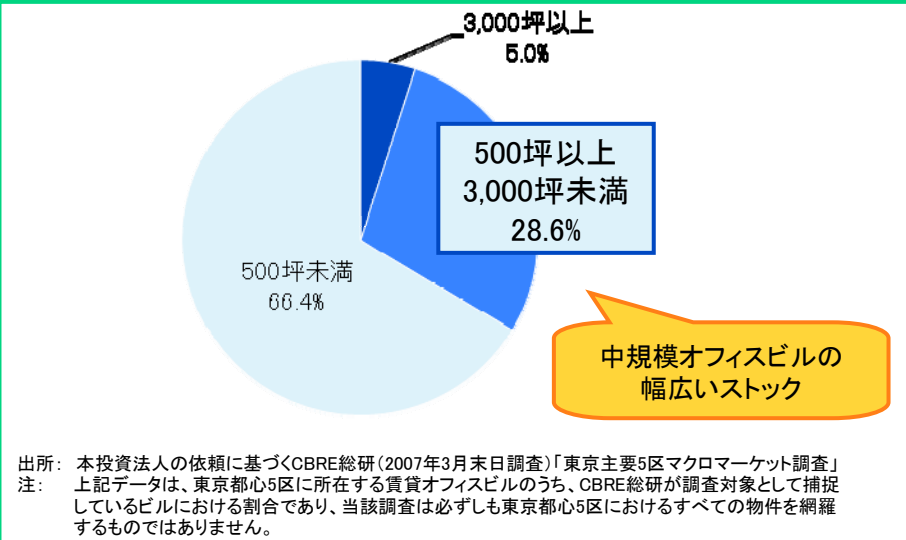 3,000坪以上
5.0%
500坪以上
3,000坪未満
28.6%
500坪未満
66.4%
中規模オフィスビルの
幅広いストック
出所： 本投資法人の依頼に基づくCBRE総研（2007年3月末日調査）「東京主要5区マクロマーケット調査」
注： 上記データは、東京都心5区に所在する賃貸オフィスビルのうち、CBRE総研が調査対象として捕捉
しているビルにおける割合であり、当該調査は必ずしも東京都心5区におけるすべての物件を網羅
するものではありません。